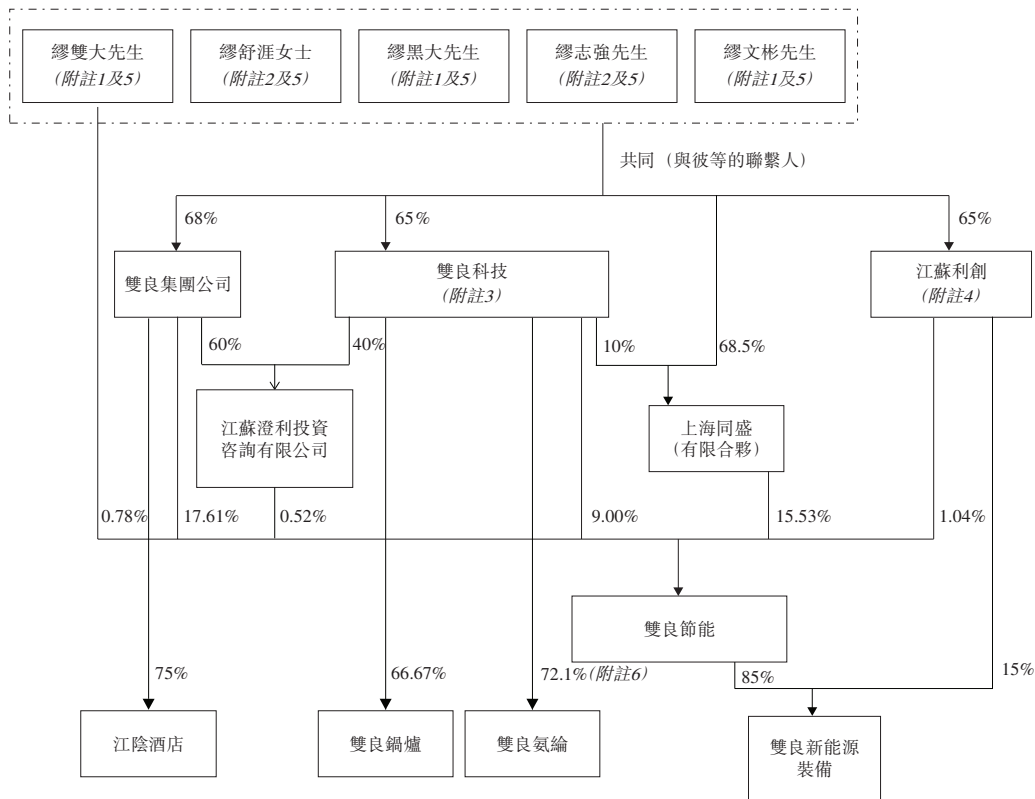 繆雙大先生
(附註1及5)
繆舒涯女士
(附註2及5)
繆黑大先生
(附註1及5)
繆志強先生
(附註2及5)
繆文彬先生
(附註1及5)
共同（與彼等的聯繫人）
68%
65%
65%
雙良集團公司
雙良科技
(附註3)
江蘇利創
(附註4)
60%
40%
10%
68.5%
江蘇澄利投資
咨詢有限公司
上海同盛
（有限合夥）
0.78%
17.61%
0.52%
9.00%
15.53%
1.04%
雙良節能
75%
66.67%
72.1%(附註6)
85%
15%
江陰酒店
雙良鍋爐
雙良氨綸
雙良新能源
裝備